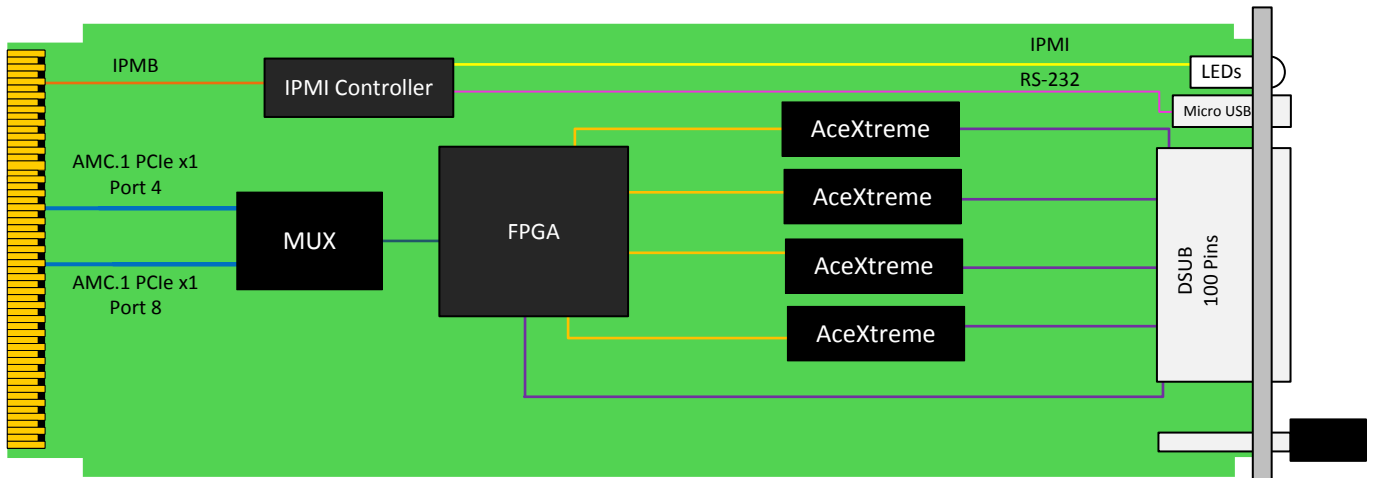 IPMB
IPMI Controller
IPMI
LEDs
RS-232
Micro USB
AceXtreme
AMC.1 PCIe x1
Port 4
AceXtreme
MUX
FPGA
AceXtreme
DSUB
100 Pins
AMC.1 PCIe x1
Port 8
AceXtreme